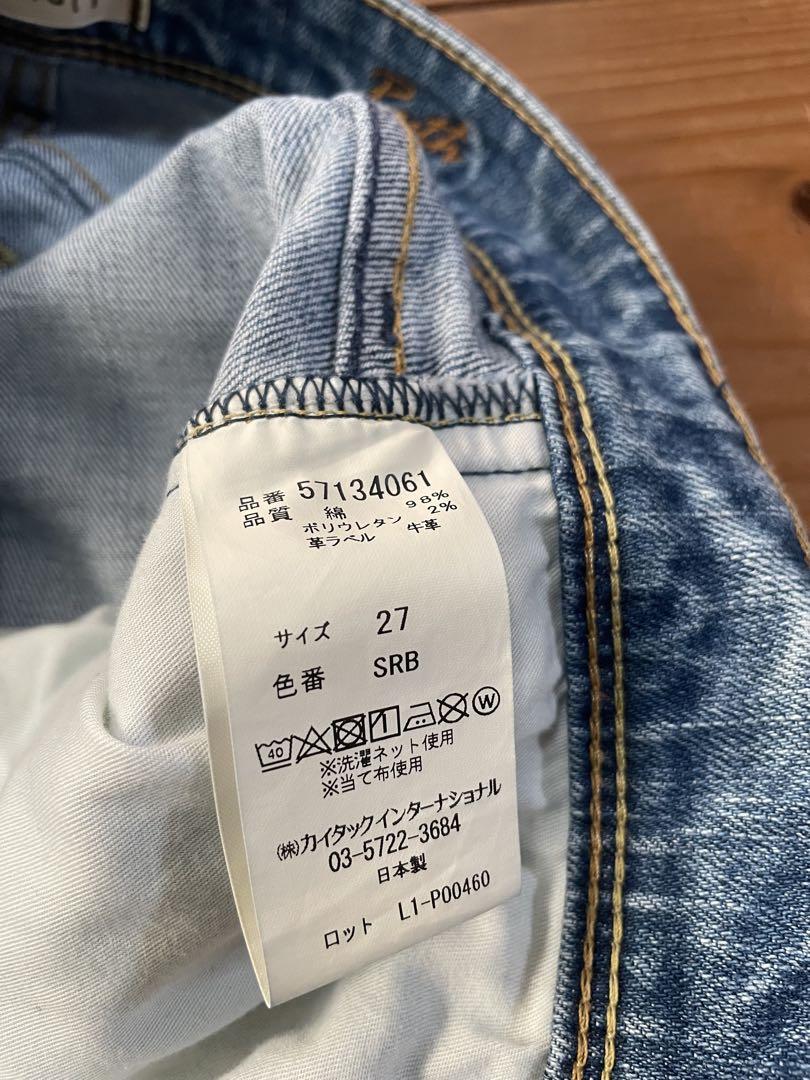 品番 57134061
品質 綿 98%
ポリウレタン 2%
革ラベル 牛革
サイズ 27
色番 SRB
40 W
※洗濯ネット使用
※当て布使用
(株)カイタックインターナショナル
03-5722-3684
日本製
ロット L1-P00460